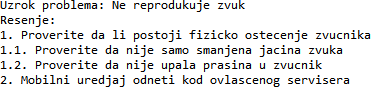 Uzrok problema: Ne reprodukuje zvuk
Resenje:
1. Proverite da li postoji fizicko ostecenje zvucnika
1.1. Proverite da nije samo smanjena jacina zvuka
1.2. Proverite da nije upala prasina u zvucnik
2. Mobilni uredjaj odneti kod ovlascenog servisera